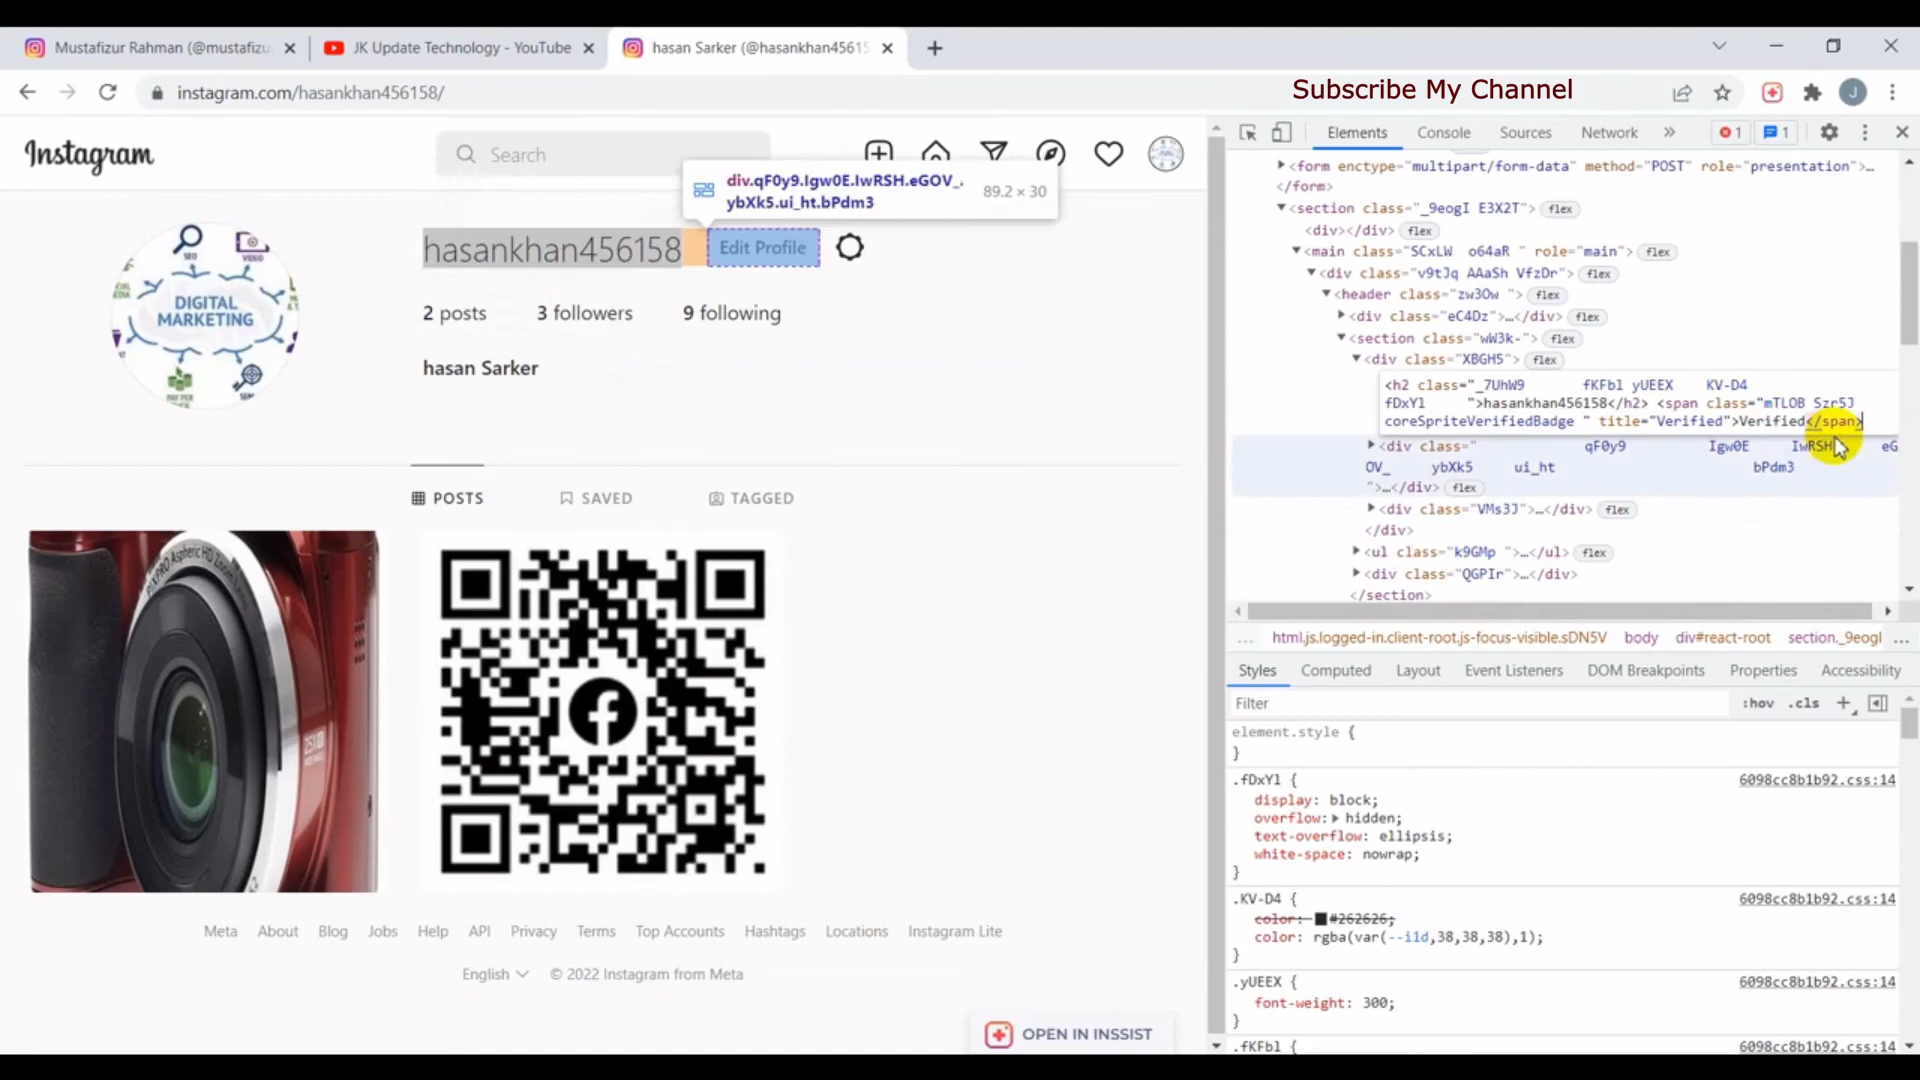 Mustafizur Rahman (@mustafizu
JK Update Technology - YouTube
hasan Sarker (@hasankhan45615
instagram.com/hasankhan456158/
Subscribe My Channel
Instagram
Search
div.qF0y9.Igw0E.IwRSH.eGOV_.
ybXk5.ui_ht.bPdm3
89.2 × 30
hasankhan456158
Edit Profile
2 posts
3 followers
9 following
hasan Sarker
SEO
VIDEO
DIGITAL
MARKETING
POSTS
SAVED
TAGGED
PIXPRO Aspheric HD Zoom
Meta
About
Blog
Jobs
Help
API
Privacy
Terms
Top Accounts
Hashtags
Locations
Instagram Lite
English
© 2022 Instagram from Meta
OPEN IN INSSIST
J
Elements
Console
Sources
Network
»
1
1
<form enctype="multipart/form-data" method="POST" role="presentation">…
</form>
<section class="_9eogI E3X2T"> flex
<div></div> flex
<main class="SCxLW o64aR " role="main"> flex
<div class="v9tJq AAaSh VfzDr"> flex
<header class="zw3Ow "> flex
<div class="eC4Dz">…</div> flex
<section class="wW3k-"> flex
<div class="XBGH5"> flex
<h2 class="_7UhW9 fKFbl yUEEX KV-D4
fDxYl ">hasankhan456158</h2> <span class="mTLOB Szr5J
coreSpriteVerifiedBadge " title="Verified">Verified</span>
<div class=" qF0y9 Igw0E IwRSH eG
OV_ ybXk5 ui_ht bPdm3
">…</div> flex
<div class="VMs3J">…</div> flex
</div>
<ul class="k9GMp ">…</ul> flex
<div class="QGPIr">…</div>
</section>
... html.js.logged-in.client-root.js-focus-visible.sDN5V body div#react-root section._9eogI ...
Styles
Computed
Layout
Event Listeners
DOM Breakpoints
Properties
Accessibility
Filter
:hov .cls +
element.style {
}
.fDxYl { 6098cc8b1b92.css:14
display: block;
overflow: hidden;
text-overflow: ellipsis;
white-space: nowrap;
}
.KV-D4 { 6098cc8b1b92.css:14
color: #262626;
color: rgba(var(--i1d,38,38,38),1);
}
.yUEEX { 6098cc8b1b92.css:14
font-weight: 300;
}
.fKFbl { 6098cc8b1b92.css:14